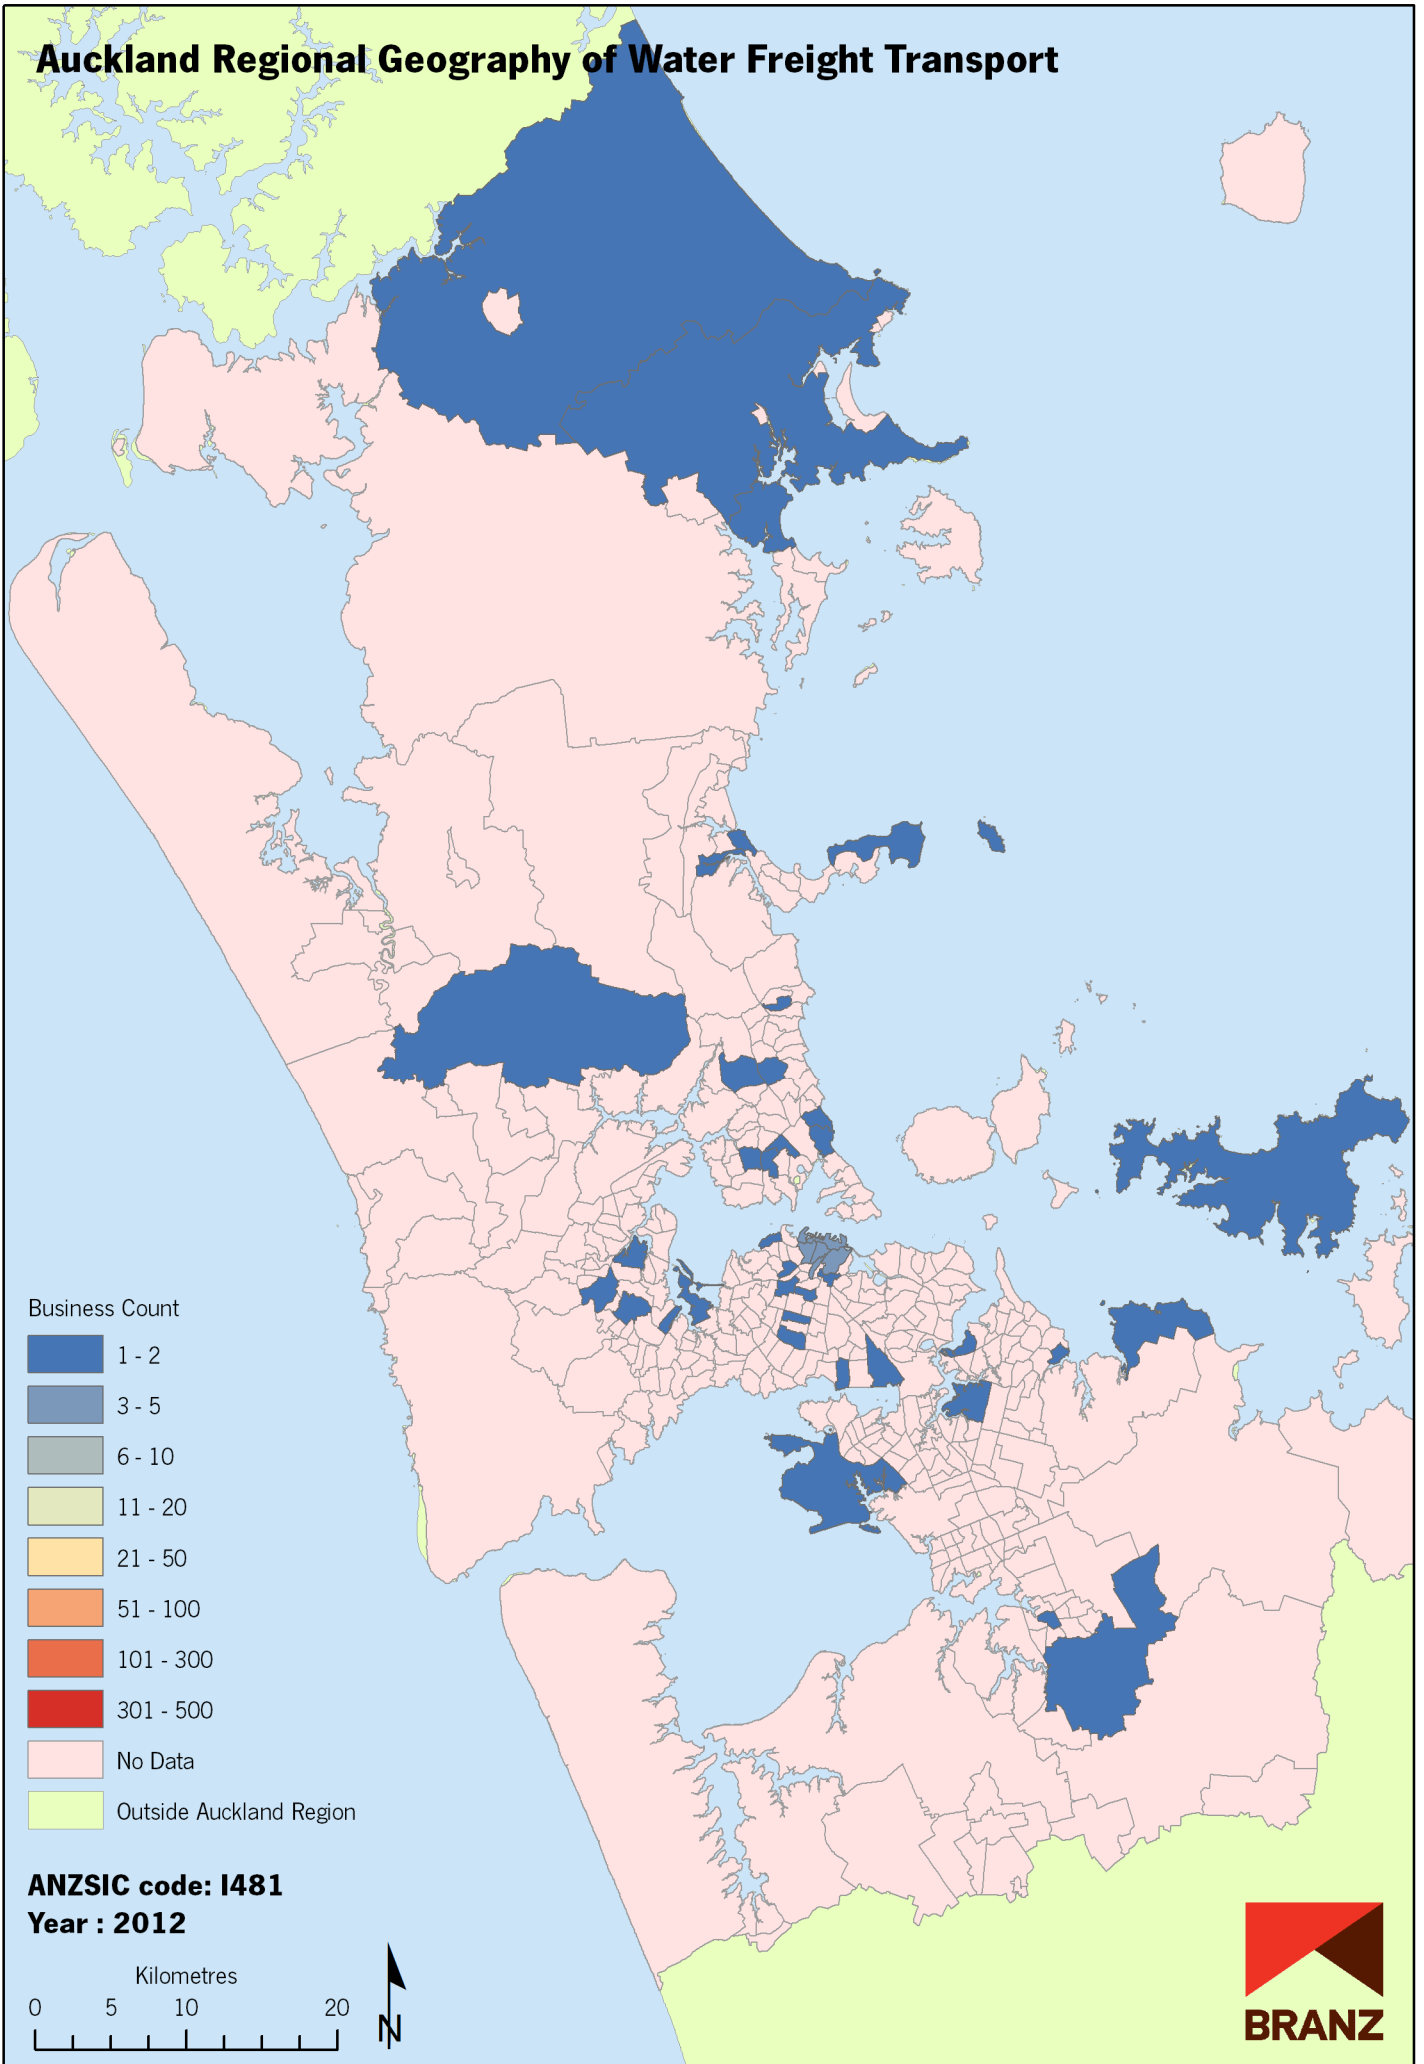 Auckland Regional Geography of Water Freight Transport
Business Count
1 - 2
3 - 5
6 - 10
11 - 20
21 - 50
51 - 100
101 - 300
301 - 500
No Data
Outside Auckland Region
ANZSIC code: I481
Year : 2012
Kilometres
0 5 10 20
N
BRANZ